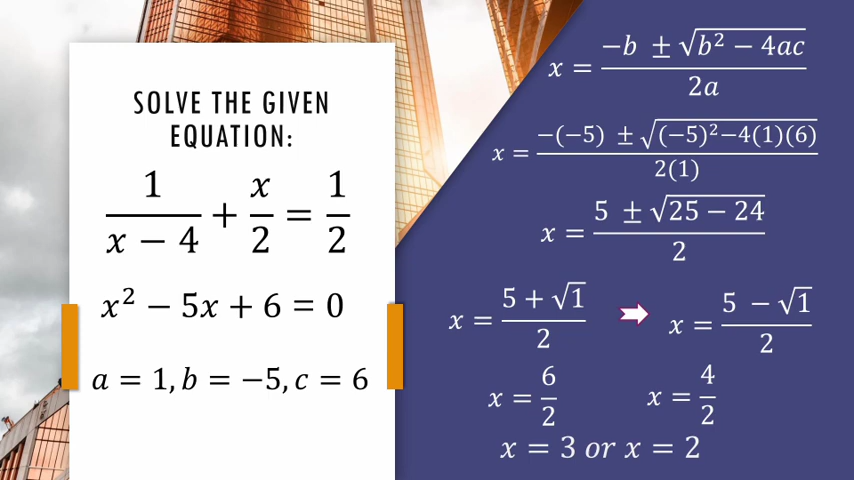 SOLVE THE GIVEN
EQUATION:
1/(x − 4) + x/2 = 1/2
x² − 5x + 6 = 0
a = 1, b = −5, c = 6
x = (−b ± √(b² − 4ac))/2a
x = (−(−5) ± √((−5)²−4(1)(6)))/2(1)
x = (5 ± √(25 − 24))/2
x = (5 + √1)/2
x = (5 − √1)/2
x = 6/2
x = 4/2
x = 3 or x = 2